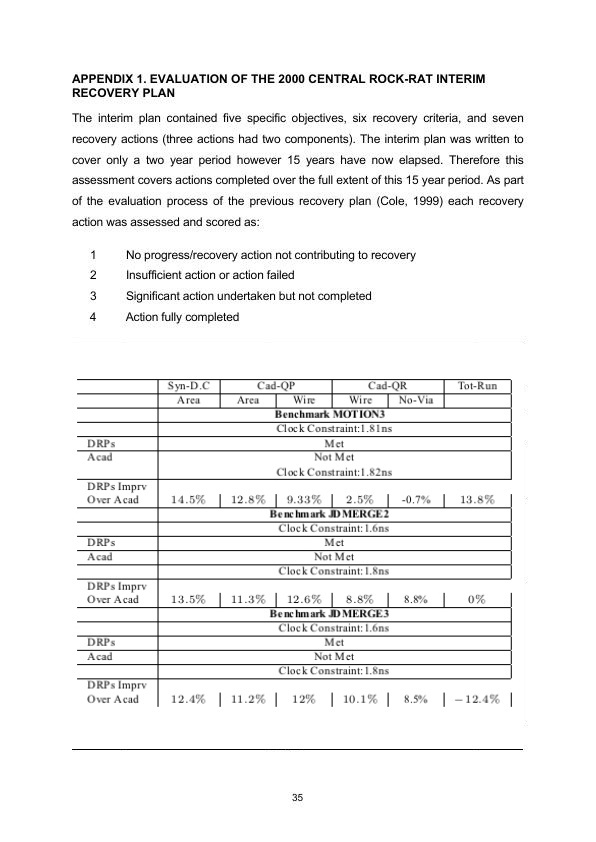 APPENDIX 1. EVALUATION OF THE 2000 CENTRAL ROCK-RAT INTERIM
RECOVERY PLAN
The interim plan contained five specific objectives, six recovery criteria, and seven
recovery actions (three actions had two components). The interim plan was written to
cover only a two year period however 15 years have now elapsed. Therefore this
assessment covers actions completed over the full extent of this 15 year period. As part
of the evaluation process of the previous recovery plan (Cole, 1999) each recovery
action was assessed and scored as:
1 No progress/recovery action not contributing to recovery
2 Insufficient action or action failed
3 Significant action undertaken but not completed
4 Action fully completed
Syn-D.C Cad-QP Cad-QR Tot-Run
Area Area Wire Wire No-Via
Benchmark MOTION3
Clock Constraint:1.81ns
DRPs Met
Acad Not Met
Clock Constraint:1.82ns
DRPs Imprv
Over Acad 14.5% 12.8% 9.33% 2.5% -0.7% 13.8%
Benchmark JDMERGE2
Clock Constraint:1.6ns
DRPs Met
Acad Not Met
Clock Constraint:1.8ns
DRPs Imprv
Over Acad 13.5% 11.3% 12.6% 8.8% 8.8% 0%
Benchmark JDMERGE3
Clock Constraint:1.6ns
DRPs Met
Acad Not Met
Clock Constraint:1.8ns
DRPs Imprv
Over Acad 12.4% 11.2% 12% 10.1% 8.5% −12.4%
35